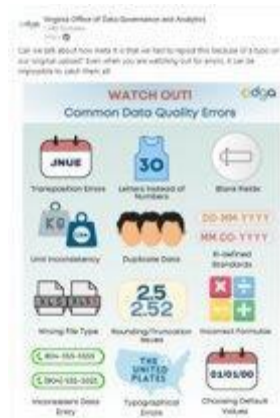 Virginia Office of Data Governance and Analytics
Can we talk about how meta it is that we had to repost this because of a typo on
our original upload? Even when you are watching out for errors, it can be
impossible to catch them all!
WATCH OUT!
odga
Common Data Quality Errors
JNUE
Transposition Errors
30
Letters Instead of
Numbers
Blank Fields
KG
Unit Inconsistency
Duplicate Data
DD-MM-YYYY
MM-DD-YYYY
Ill-defined
Standards
XLS
Wrong File Type
2.5
2.52
Rounding/Truncation
Issues
Incorrect Formulas
Inconsistent Data
Entry
THE
UNITED
PLATES
Typographical
Errors
01/01/00
Choosing Default
Values